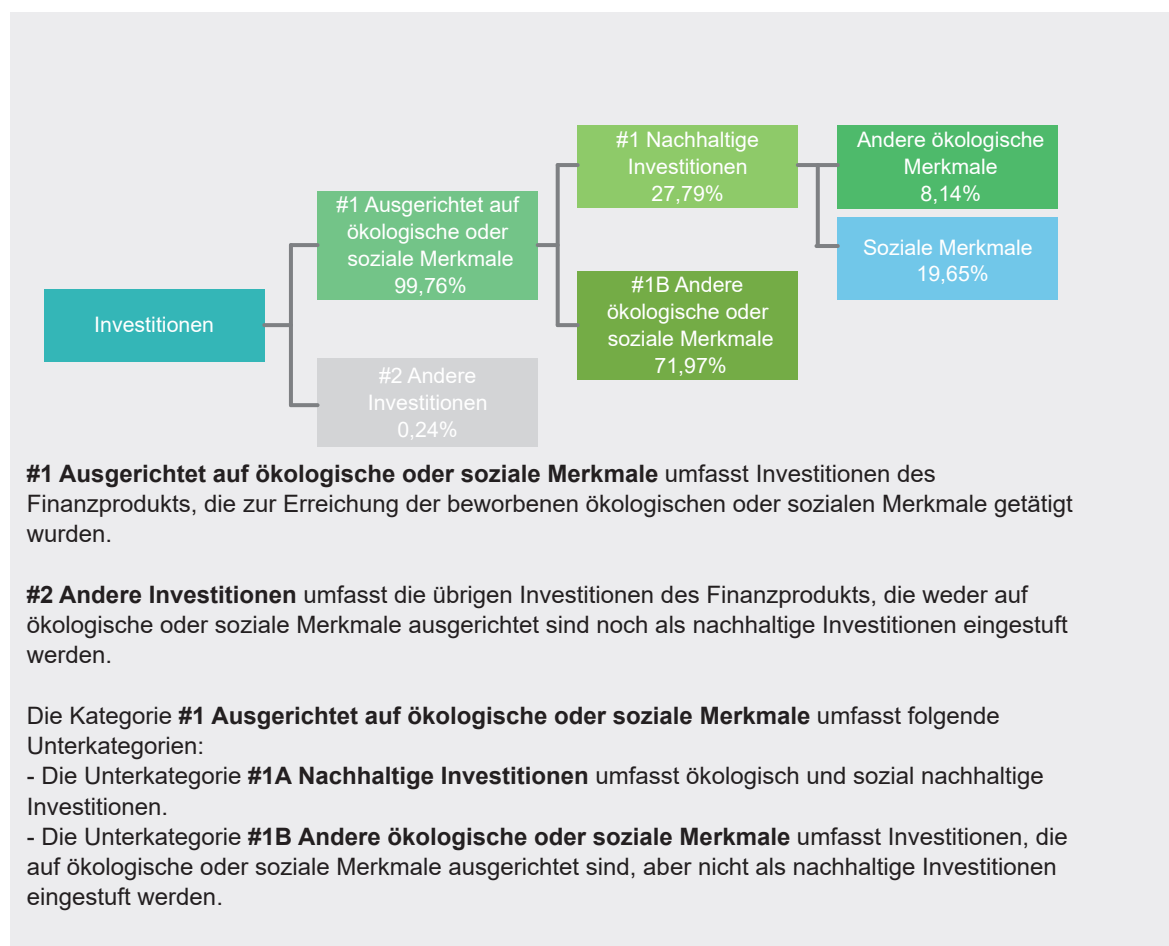 #1 Nachhaltige
Investitionen
27,79%
Andere ökologische
Merkmale
8,14%
#1 Ausgerichtet auf
ökologische oder
soziale Merkmale
99,76%
Soziale Merkmale
19,65%
#1B Andere
ökologische oder
soziale Merkmale
71,97%
Investitionen
#2 Andere
Investitionen
0,24%
#1 Ausgerichtet auf ökologische oder soziale Merkmale umfasst Investitionen des
Finanzprodukts, die zur Erreichung der beworbenen ökologischen oder sozialen Merkmale getätigt
wurden.
#2 Andere Investitionen umfasst die übrigen Investitionen des Finanzprodukts, die weder auf
ökologische oder soziale Merkmale ausgerichtet sind noch als nachhaltige Investitionen eingestuft
werden.
Die Kategorie #1 Ausgerichtet auf ökologische oder soziale Merkmale umfasst folgende
Unterkategorien:
- Die Unterkategorie #1A Nachhaltige Investitionen umfasst ökologisch und sozial nachhaltige
Investitionen.
- Die Unterkategorie #1B Andere ökologische oder soziale Merkmale umfasst Investitionen, die
auf ökologische oder soziale Merkmale ausgerichtet sind, aber nicht als nachhaltige Investitionen
eingestuft werden.